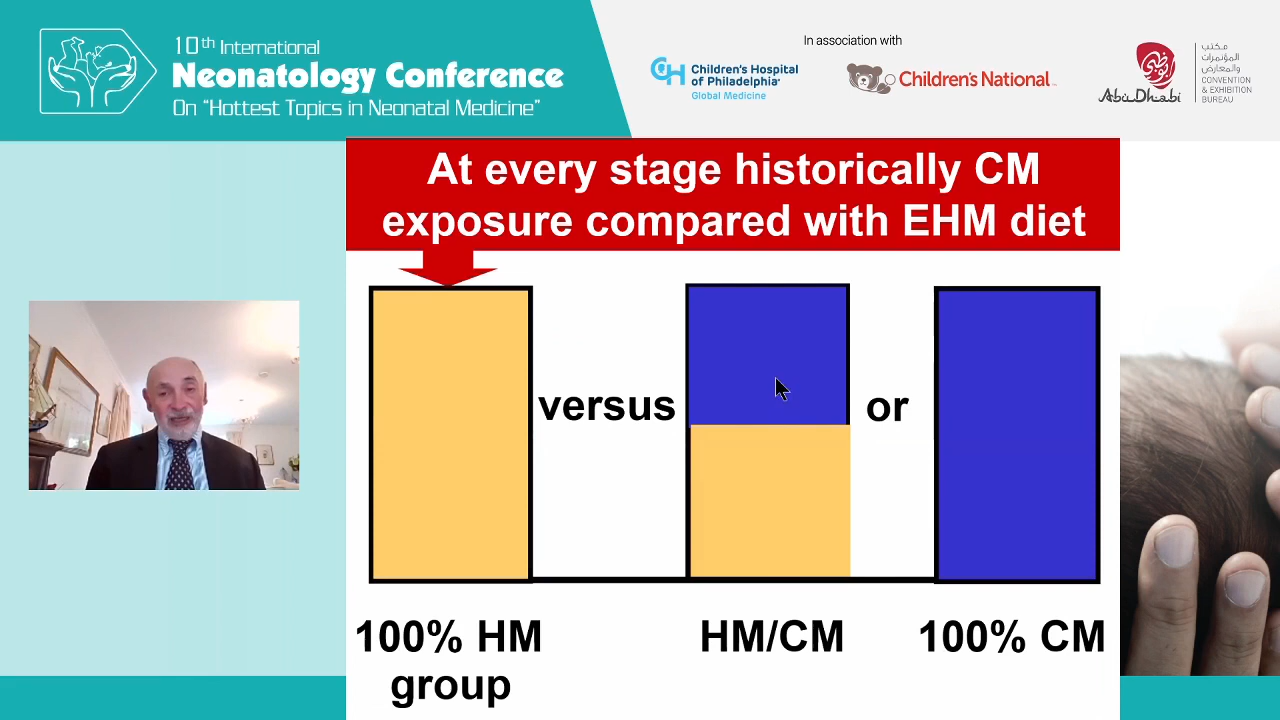 10th International
Neonatology Conference
On "Hottest Topics in Neonatal Medicine"
In association with
CH Children's Hospital
of Philadelphia
Global Medicine
Children's National
أبوظبي
Abu Dhabi
مكتب
المؤتمرات
والمعارض
CONVENTION
& EXHIBITION
BUREAU
At every stage historically CM
exposure compared with EHM diet
versus
or
100% HM
group
HM/CM
100% CM